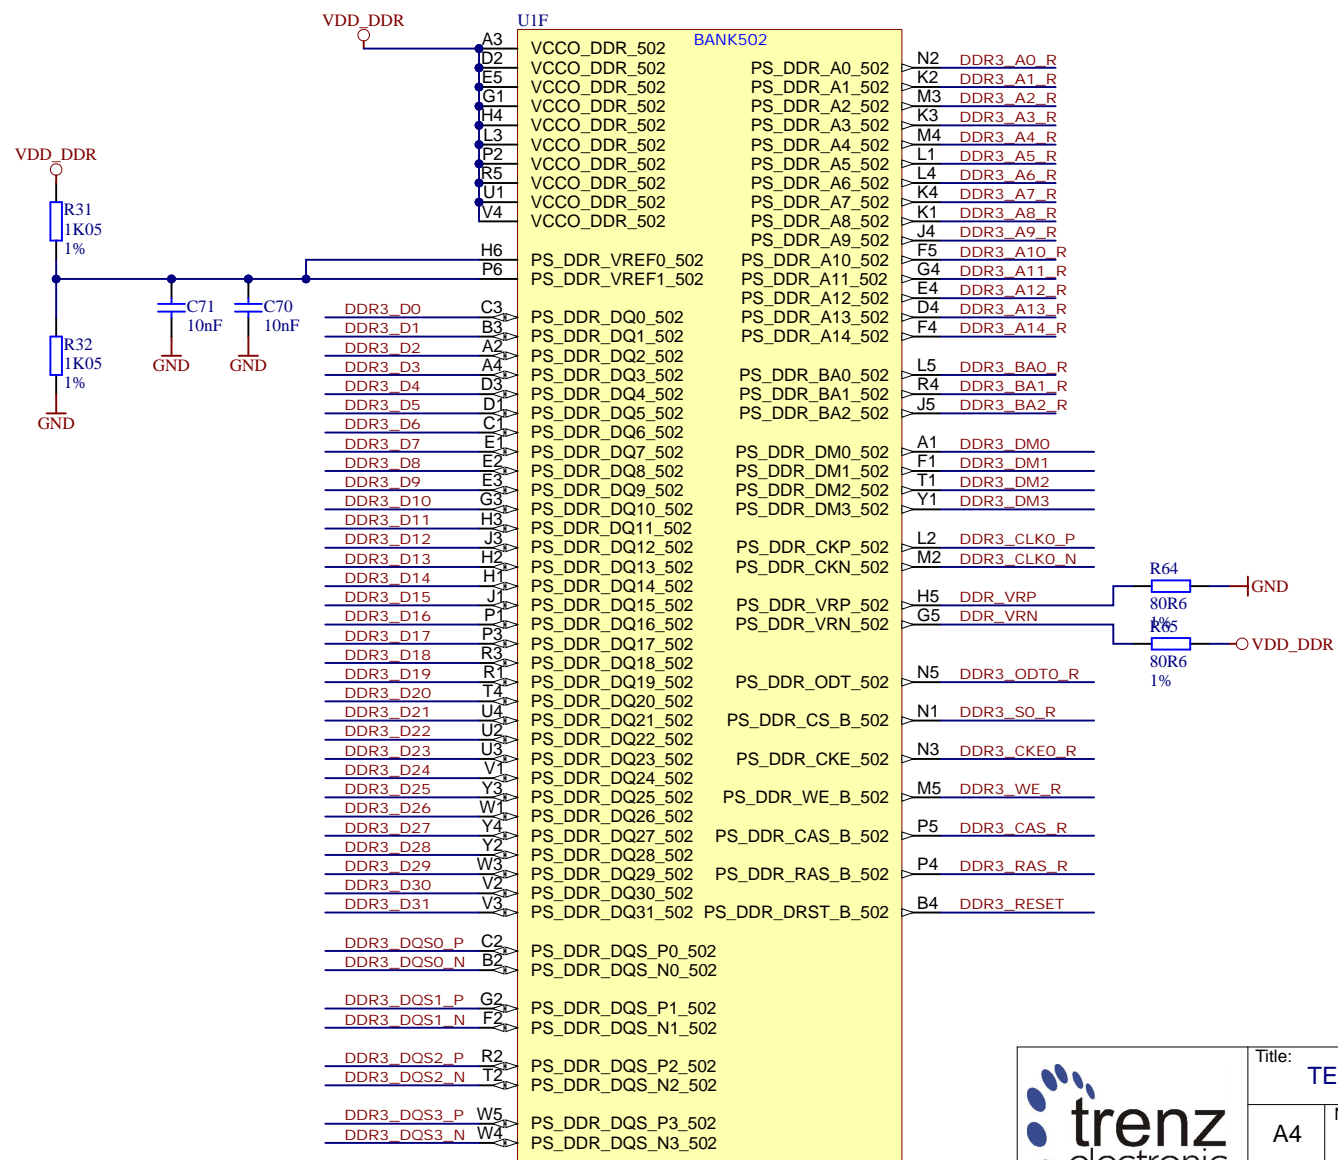 VDD_DDR
U1F
BANK502
A3 VCCO_DDR_502
D2 VCCO_DDR_502
E5 VCCO_DDR_502
G1 VCCO_DDR_502
H4 VCCO_DDR_502
L3 VCCO_DDR_502
P2 VCCO_DDR_502
R5 VCCO_DDR_502
U1 VCCO_DDR_502
V4 VCCO_DDR_502
VDD_DDR
R31
1K05
1%
H6 PS_DDR_VREF0_502
P6 PS_DDR_VREF1_502
C71
10nF
GND
C70
10nF
GND
R32
1K05
1%
GND
DDR3_D0 C3 PS_DDR_DQ0_502
DDR3_D1 B3 PS_DDR_DQ1_502
DDR3_D2 A2 PS_DDR_DQ2_502
DDR3_D3 A4 PS_DDR_DQ3_502
DDR3_D4 D3 PS_DDR_DQ4_502
DDR3_D5 D1 PS_DDR_DQ5_502
DDR3_D6 C1 PS_DDR_DQ6_502
DDR3_D7 E1 PS_DDR_DQ7_502
DDR3_D8 E2 PS_DDR_DQ8_502
DDR3_D9 E3 PS_DDR_DQ9_502
DDR3_D10 G3 PS_DDR_DQ10_502
DDR3_D11 H3 PS_DDR_DQ11_502
DDR3_D12 J3 PS_DDR_DQ12_502
DDR3_D13 H2 PS_DDR_DQ13_502
DDR3_D14 H1 PS_DDR_DQ14_502
DDR3_D15 J1 PS_DDR_DQ15_502
DDR3_D16 P1 PS_DDR_DQ16_502
DDR3_D17 P3 PS_DDR_DQ17_502
DDR3_D18 R3 PS_DDR_DQ18_502
DDR3_D19 R1 PS_DDR_DQ19_502
DDR3_D20 T4 PS_DDR_DQ20_502
DDR3_D21 U4 PS_DDR_DQ21_502
DDR3_D22 U2 PS_DDR_DQ22_502
DDR3_D23 U3 PS_DDR_DQ23_502
DDR3_D24 V1 PS_DDR_DQ24_502
DDR3_D25 Y3 PS_DDR_DQ25_502
DDR3_D26 W1 PS_DDR_DQ26_502
DDR3_D27 Y4 PS_DDR_DQ27_502
DDR3_D28 Y2 PS_DDR_DQ28_502
DDR3_D29 W3 PS_DDR_DQ29_502
DDR3_D30 V2 PS_DDR_DQ30_502
DDR3_D31 V3 PS_DDR_DQ31_502
DDR3_DQS0_P C2 PS_DDR_DQS_P0_502
DDR3_DQS0_N B2 PS_DDR_DQS_N0_502
DDR3_DQS1_P G2 PS_DDR_DQS_P1_502
DDR3_DQS1_N F2 PS_DDR_DQS_N1_502
DDR3_DQS2_P R2 PS_DDR_DQS_P2_502
DDR3_DQS2_N T2 PS_DDR_DQS_N2_502
DDR3_DQS3_P W5 PS_DDR_DQS_P3_502
DDR3_DQS3_N W4 PS_DDR_DQS_N3_502
PS_DDR_A0_502 N2 DDR3_A0_R
PS_DDR_A1_502 K2 DDR3_A1_R
PS_DDR_A2_502 M3 DDR3_A2_R
PS_DDR_A3_502 K3 DDR3_A3_R
PS_DDR_A4_502 M4 DDR3_A4_R
PS_DDR_A5_502 L1 DDR3_A5_R
PS_DDR_A6_502 L4 DDR3_A6_R
PS_DDR_A7_502 K4 DDR3_A7_R
PS_DDR_A8_502 K1 DDR3_A8_R
PS_DDR_A9_502 J4 DDR3_A9_R
PS_DDR_A10_502 F5 DDR3_A10_R
PS_DDR_A11_502 G4 DDR3_A11_R
PS_DDR_A12_502 E4 DDR3_A12_R
PS_DDR_A13_502 D4 DDR3_A13_R
PS_DDR_A14_502 F4 DDR3_A14_R
PS_DDR_BA0_502 L5 DDR3_BA0_R
PS_DDR_BA1_502 R4 DDR3_BA1_R
PS_DDR_BA2_502 J5 DDR3_BA2_R
PS_DDR_DM0_502 A1 DDR3_DM0
PS_DDR_DM1_502 F1 DDR3_DM1
PS_DDR_DM2_502 T1 DDR3_DM2
PS_DDR_DM3_502 Y1 DDR3_DM3
PS_DDR_CKP_502 L2 DDR3_CLK0_P
PS_DDR_CKN_502 M2 DDR3_CLK0_N
PS_DDR_VRP_502 H5 DDR_VRP
PS_DDR_VRN_502 G5 DDR_VRN
R64
80R6
1%
GND
R65
80R6
1%
VDD_DDR
PS_DDR_ODT_502 N5 DDR3_ODT0_R
PS_DDR_CS_B_502 N1 DDR3_S0_R
PS_DDR_CKE_502 N3 DDR3_CKE0_R
PS_DDR_WE_B_502 M5 DDR3_WE_R
PS_DDR_CAS_B_502 P5 DDR3_CAS_R
PS_DDR_RAS_B_502 P4 DDR3_RAS_R
PS_DDR_DRST_B_502 B4 DDR3_RESET
trenz
electronic
Title:
TE
A4